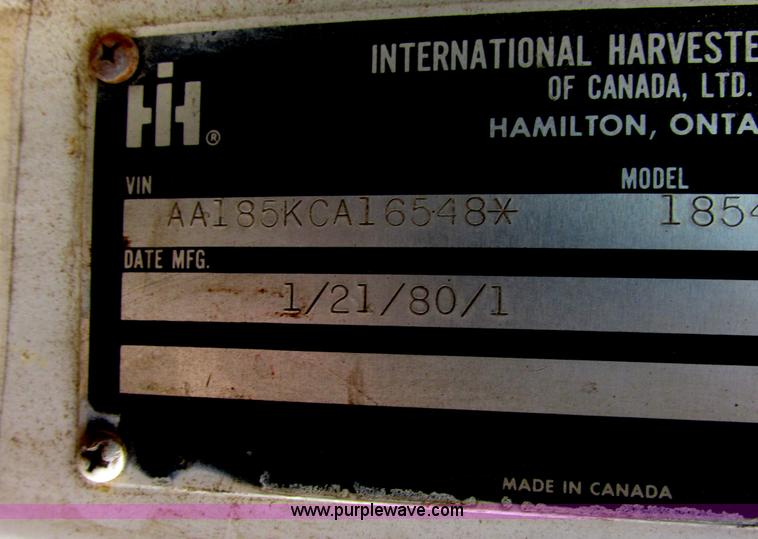 INTERNATIONAL HARVESTE
OF CANADA, LTD.
HAMILTON, ONTA
IH®
VIN MODEL
AA185KCA16548* 1854
DATE MFG.
1/21/80/1
MADE IN CANADA
www.purplewave.com